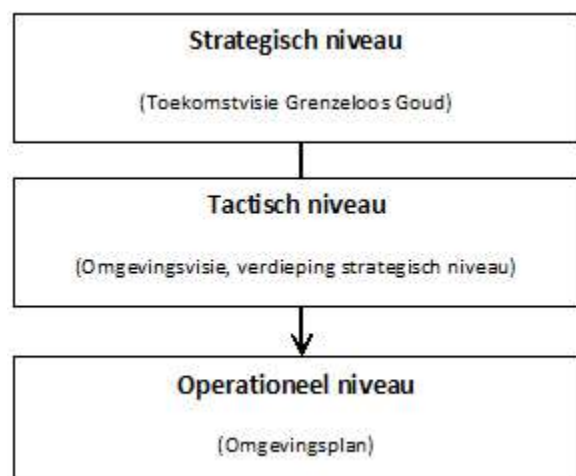 Strategisch niveau
(Toekomstvisie Grenzeloos Goud)
Tactisch niveau
(Omgevingsvisie, verdieping strategisch niveau)
Operationeel niveau
(Omgevingsplan)